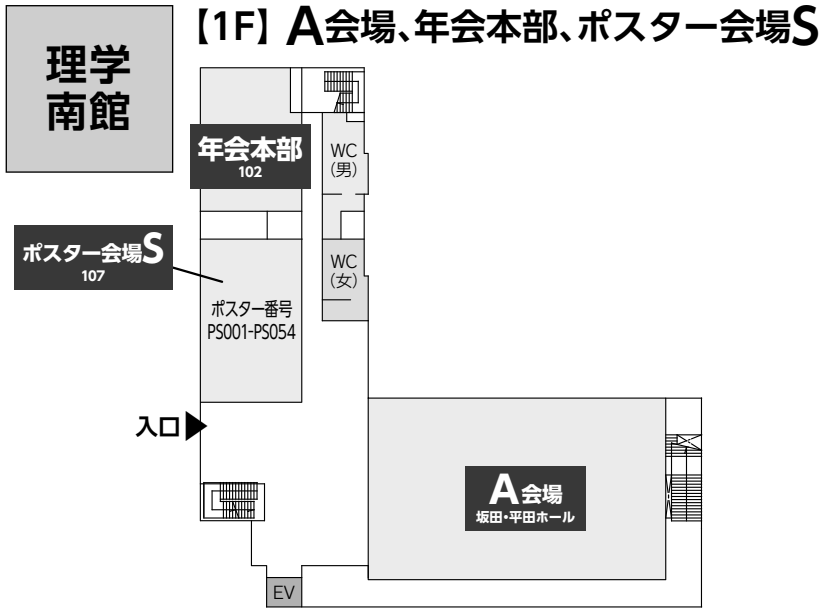 理学
南館
【1F】A会場、年会本部、ポスター会場S
年会本部
102
WC
(男)
ポスター会場S
107
WC
(女)
ポスター番号
PS001-PS054
入口
A会場
坂田・平田ホール
EV